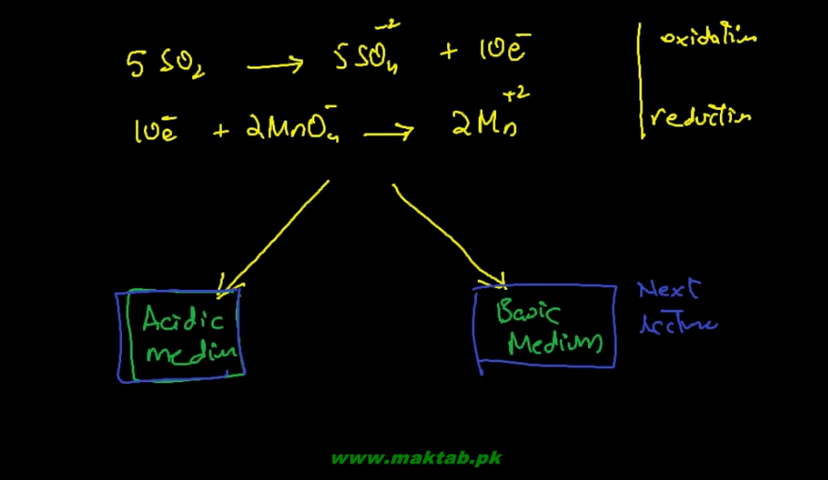 5 SO₂ ⟶ 5 SO₄⁻² + 10e⁻ | oxidation
10e⁻ + 2MnO₄⁻ ⟶ 2Mn⁺² | reduction
Acidic
medium
Basic
Medium
Next
lecture
www.maktab.pk